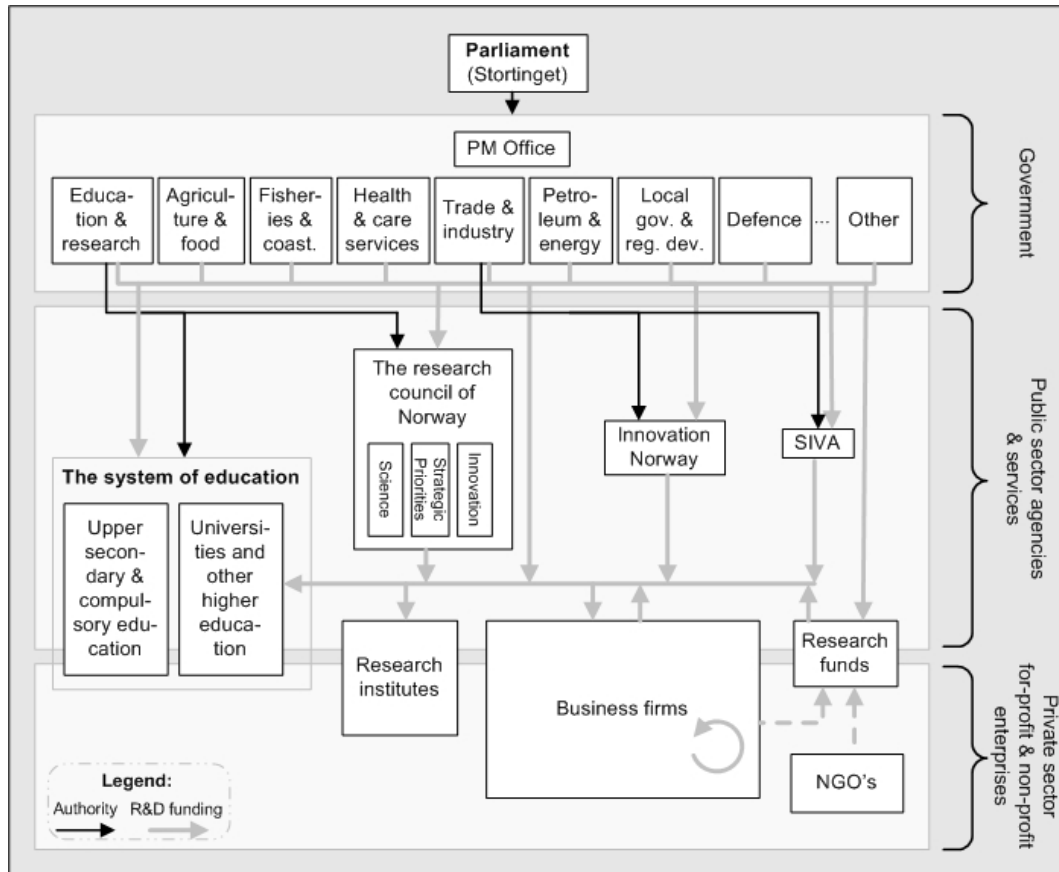 Parliament
(Stortinget)
PM Office
Educa-
tion &
research
Agricul-
ture &
food
Fisher-
ies &
coast.
Health
& care
services
Trade &
industry
Petro-
leum &
energy
Local
gov. &
reg. dev.
Defence
...
Other
Government
The research
council of
Norway
Science
Strategic
Priorities
Innovation
Innovation
Norway
SIVA
Public sector agencies
& services
The system of education
Upper
secon-
dary &
compul-
sory edu-
cation
Universi-
ties and
other
higher
educa-
tion
Research
institutes
Business firms
Research
funds
NGO's
Private sector
for-profit & non-profit
enterprises
Legend:
Authority
R&D funding